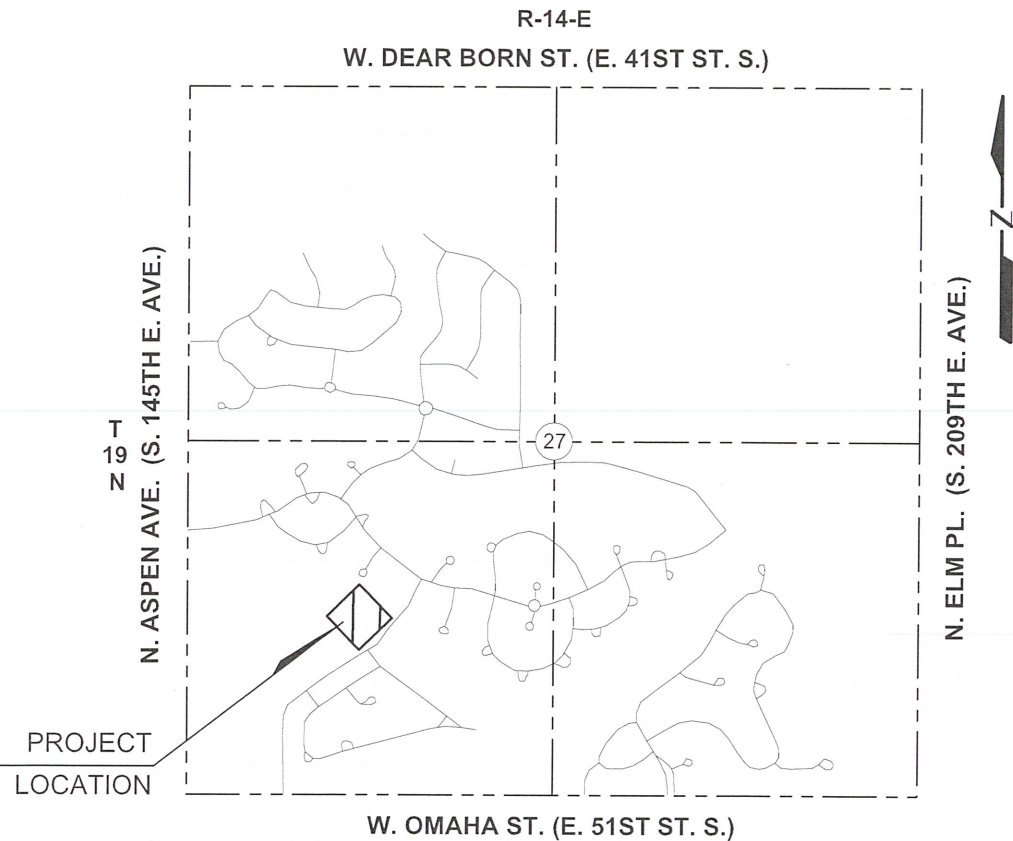 R-14-E
W. DEAR BORN ST. (E. 41ST ST. S.)
N
N. ASPEN AVE. (S. 145TH E. AVE.)
T
19
N
27
N. ELM PL. (S. 209TH E. AVE.)
PROJECT
LOCATION
W. OMAHA ST. (E. 51ST ST. S.)